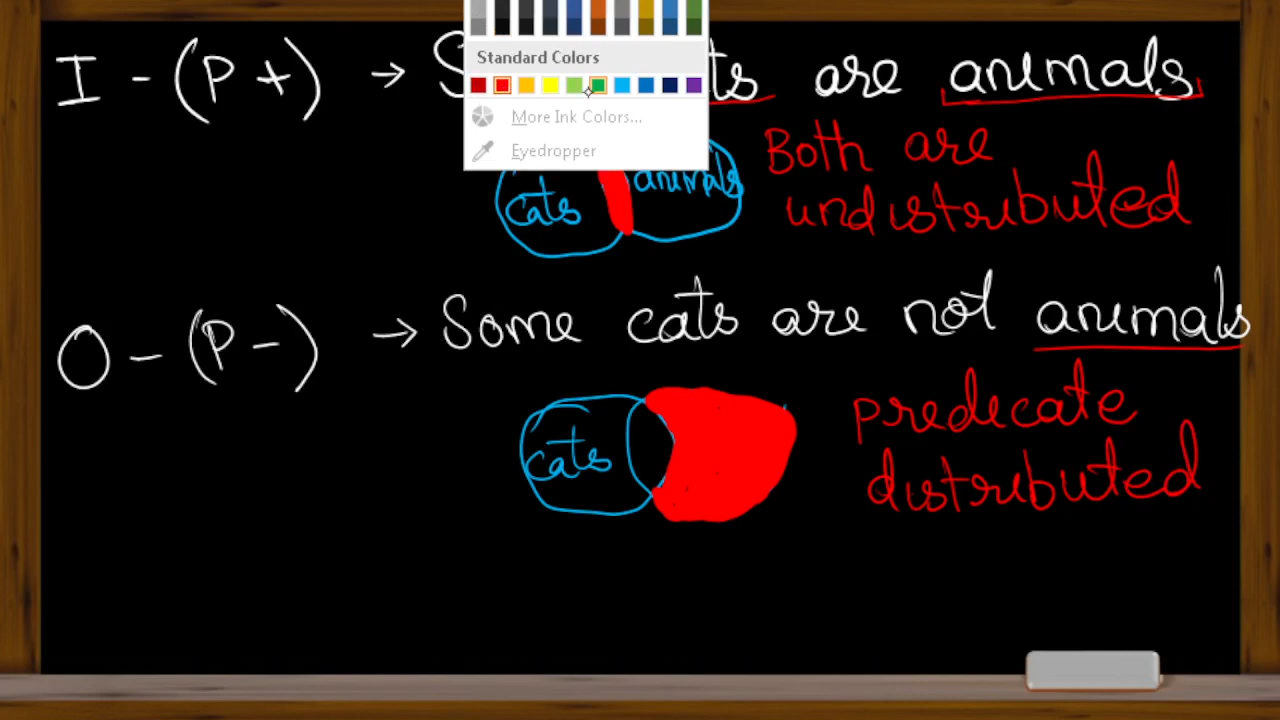 Standard Colors
More Ink Colors...
Eyedropper
I - (P +) → S ts are animals
cats animals
Both are
undistributed
O - (P -) → Some cats are not animals
cats
predicate
distributed